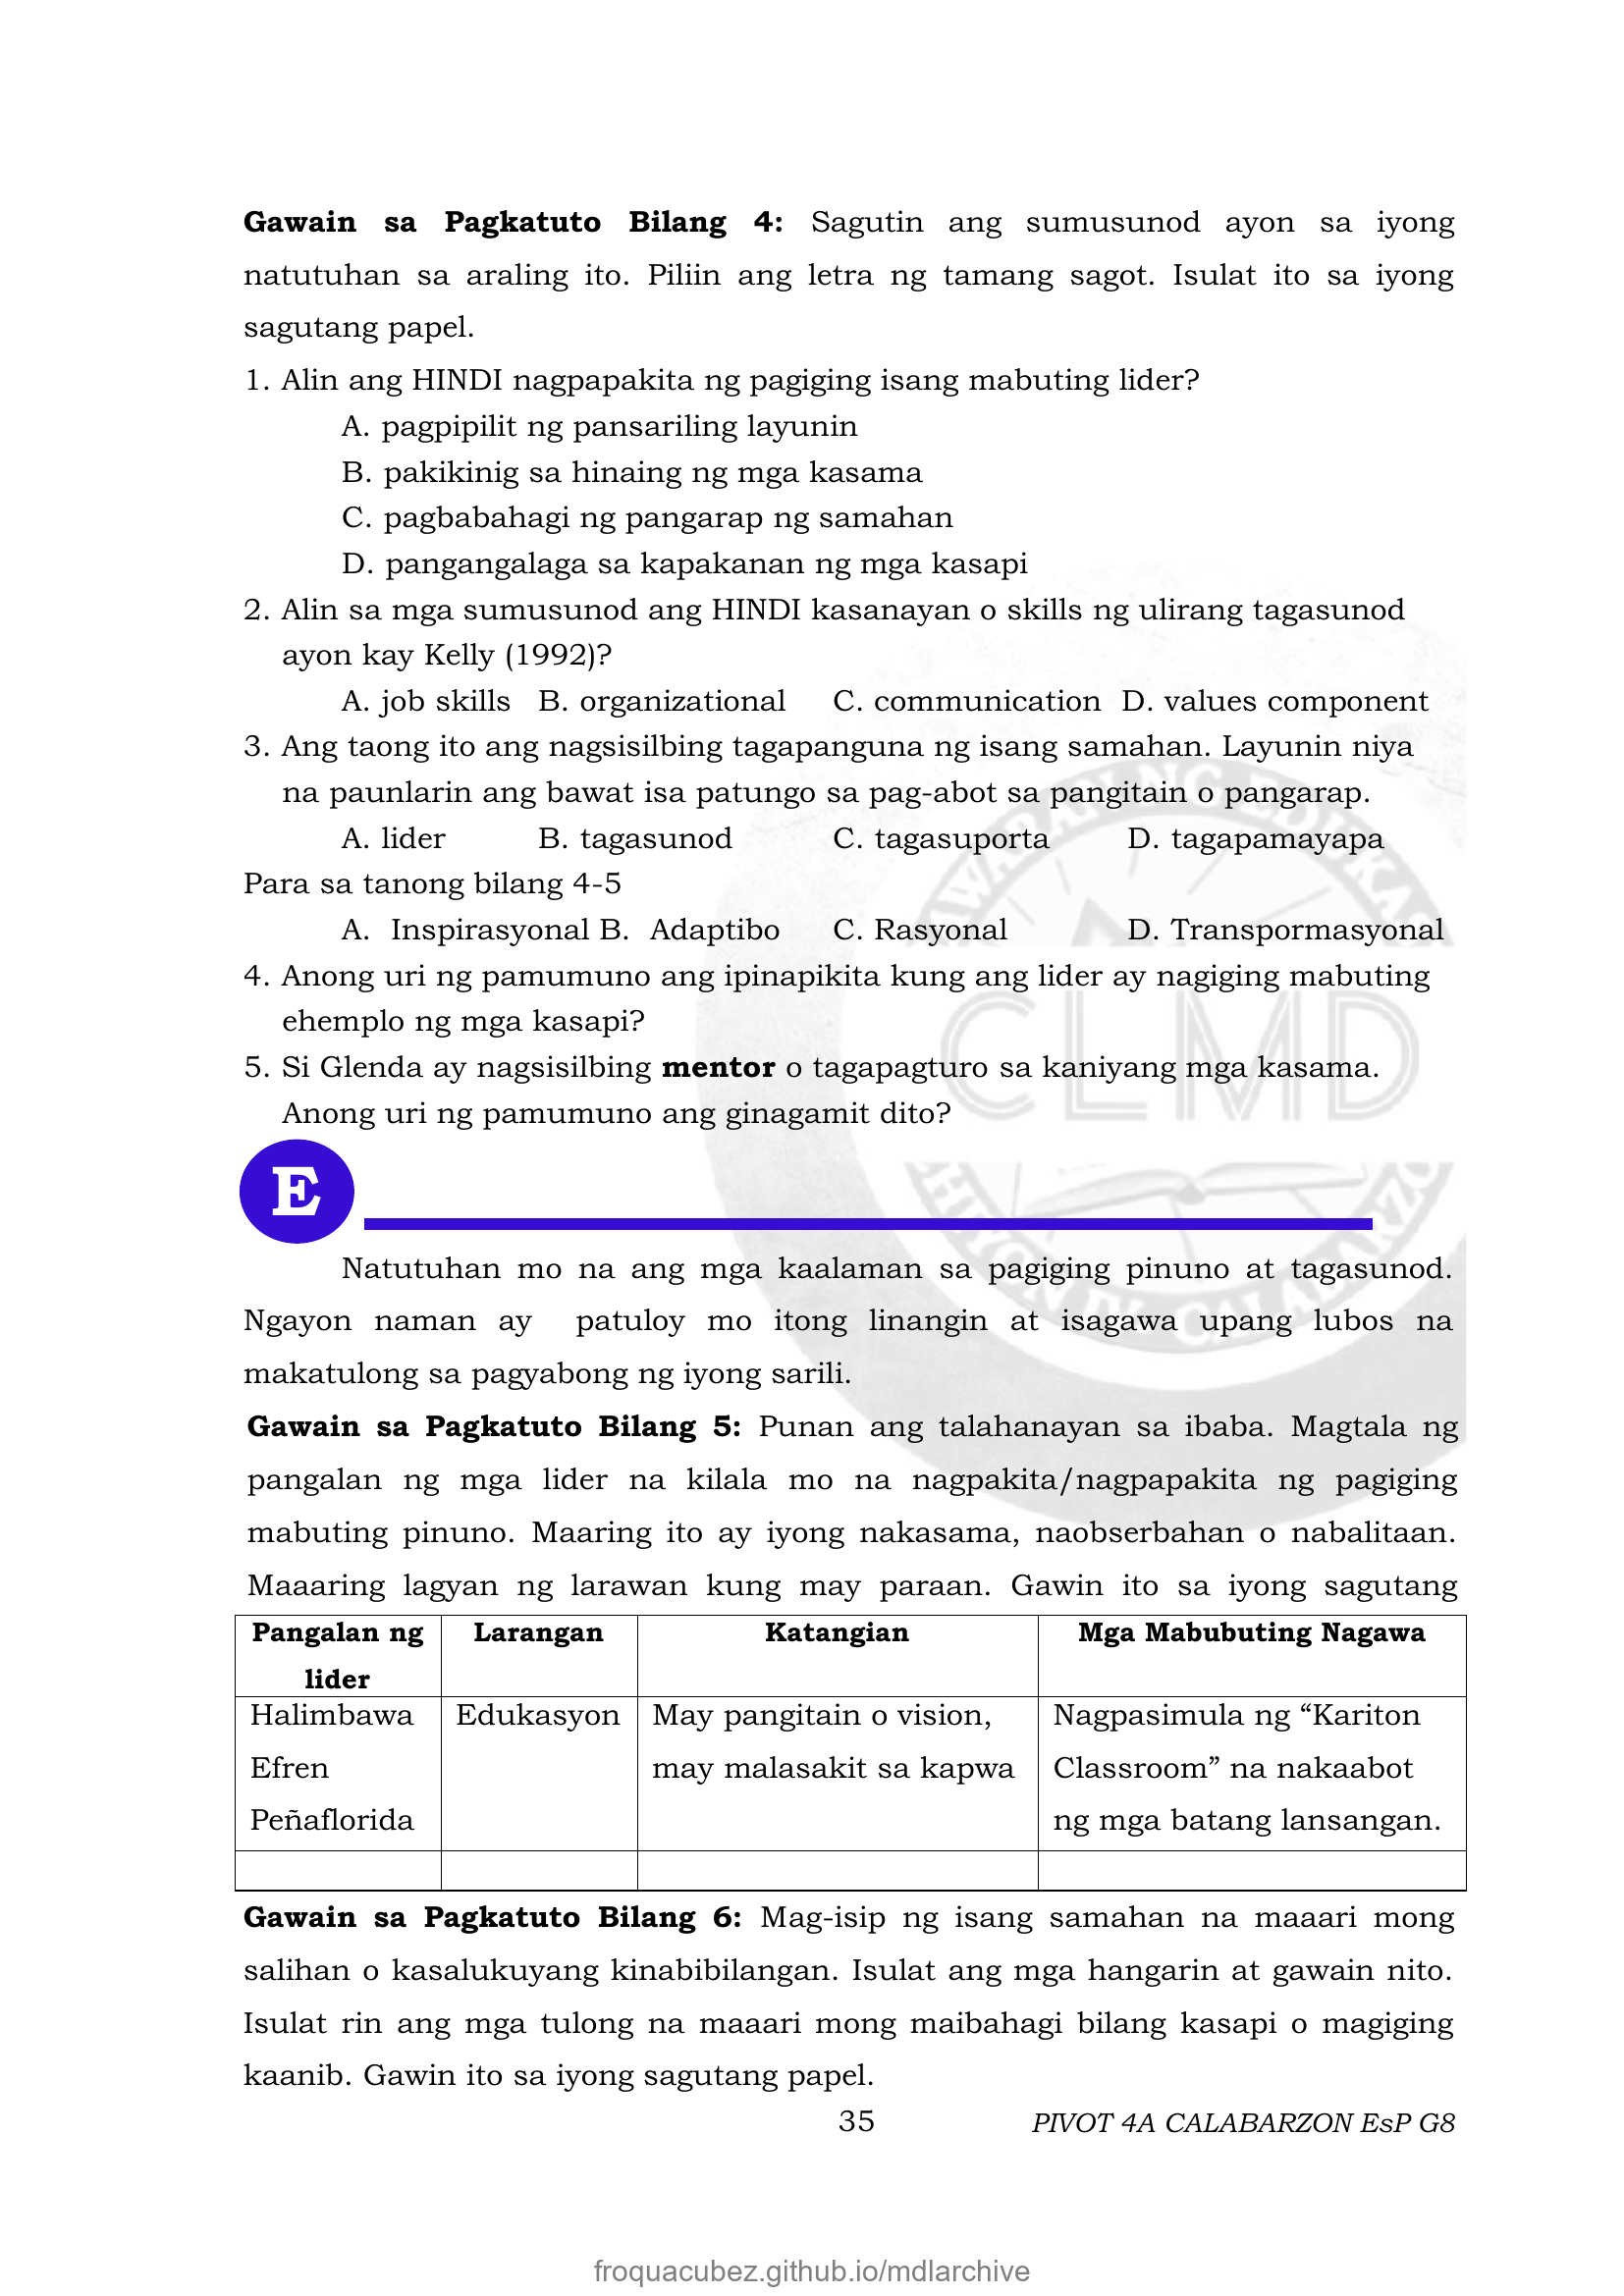 Gawain sa Pagkatuto Bilang 4: Sagutin ang sumusunod ayon sa iyong
natutuhan sa araling ito. Piliin ang letra ng tamang sagot. Isulat ito sa iyong
sagutang papel.
1. Alin ang HINDI nagpapakita ng pagiging isang mabuting lider?
A. pagpipilit ng pansariling layunin
B. pakikinig sa hinaing ng mga kasama
C. pagbabahagi ng pangarap ng samahan
D. pangangalaga sa kapakanan ng mga kasapi
2. Alin sa mga sumusunod ang HINDI kasanayan o skills ng ulirang tagasunod
ayon kay Kelly (1992)?
A. job skills B. organizational C. communication D. values component
3. Ang taong ito ang nagsisilbing tagapanguna ng isang samahan. Layunin niya
na paunlarin ang bawat isa patungo sa pag-abot sa pangitain o pangarap.
A. lider B. tagasunod C. tagasuporta D. tagapamayapa
Para sa tanong bilang 4-5
A. Inspirasyonal B. Adaptibo C. Rasyonal D. Transpormasyonal
4. Anong uri ng pamumuno ang ipinapikita kung ang lider ay nagiging mabuting
ehemplo ng mga kasapi?
5. Si Glenda ay nagsisilbing mentor o tagapagturo sa kaniyang mga kasama.
Anong uri ng pamumuno ang ginagamit dito?
CLMD
E
Natutuhan mo na ang mga kaalaman sa pagiging pinuno at tagasunod.
Ngayon naman ay patuloy mo itong linangin at isagawa upang lubos na
makatulong sa pagyabong ng iyong sarili.
Gawain sa Pagkatuto Bilang 5: Punan ang talahanayan sa ibaba. Magtala ng
pangalan ng mga lider na kilala mo na nagpakita/nagpapakita ng pagiging
mabuting pinuno. Maaring ito ay iyong nakasama, naobserbahan o nabalitaan.
Maaaring lagyan ng larawan kung may paraan. Gawin ito sa iyong sagutang
Pangalan ng
lider
Larangan
Katangian
Mga Mabubuting Nagawa
Halimbawa
Efren
Peñaflorida
Edukasyon
May pangitain o vision,
may malasakit sa kapwa
Nagpasimula ng “Kariton
Classroom” na nakaabot
ng mga batang lansangan.
Gawain sa Pagkatuto Bilang 6: Mag-isip ng isang samahan na maaari mong
salihan o kasalukuyang kinabibilangan. Isulat ang mga hangarin at gawain nito.
Isulat rin ang mga tulong na maaari mong maibahagi bilang kasapi o magiging
kaanib. Gawin ito sa iyong sagutang papel.
35 PIVOT 4A CALABARZON EsP G8
froquacubez.github.io/mdlarchive